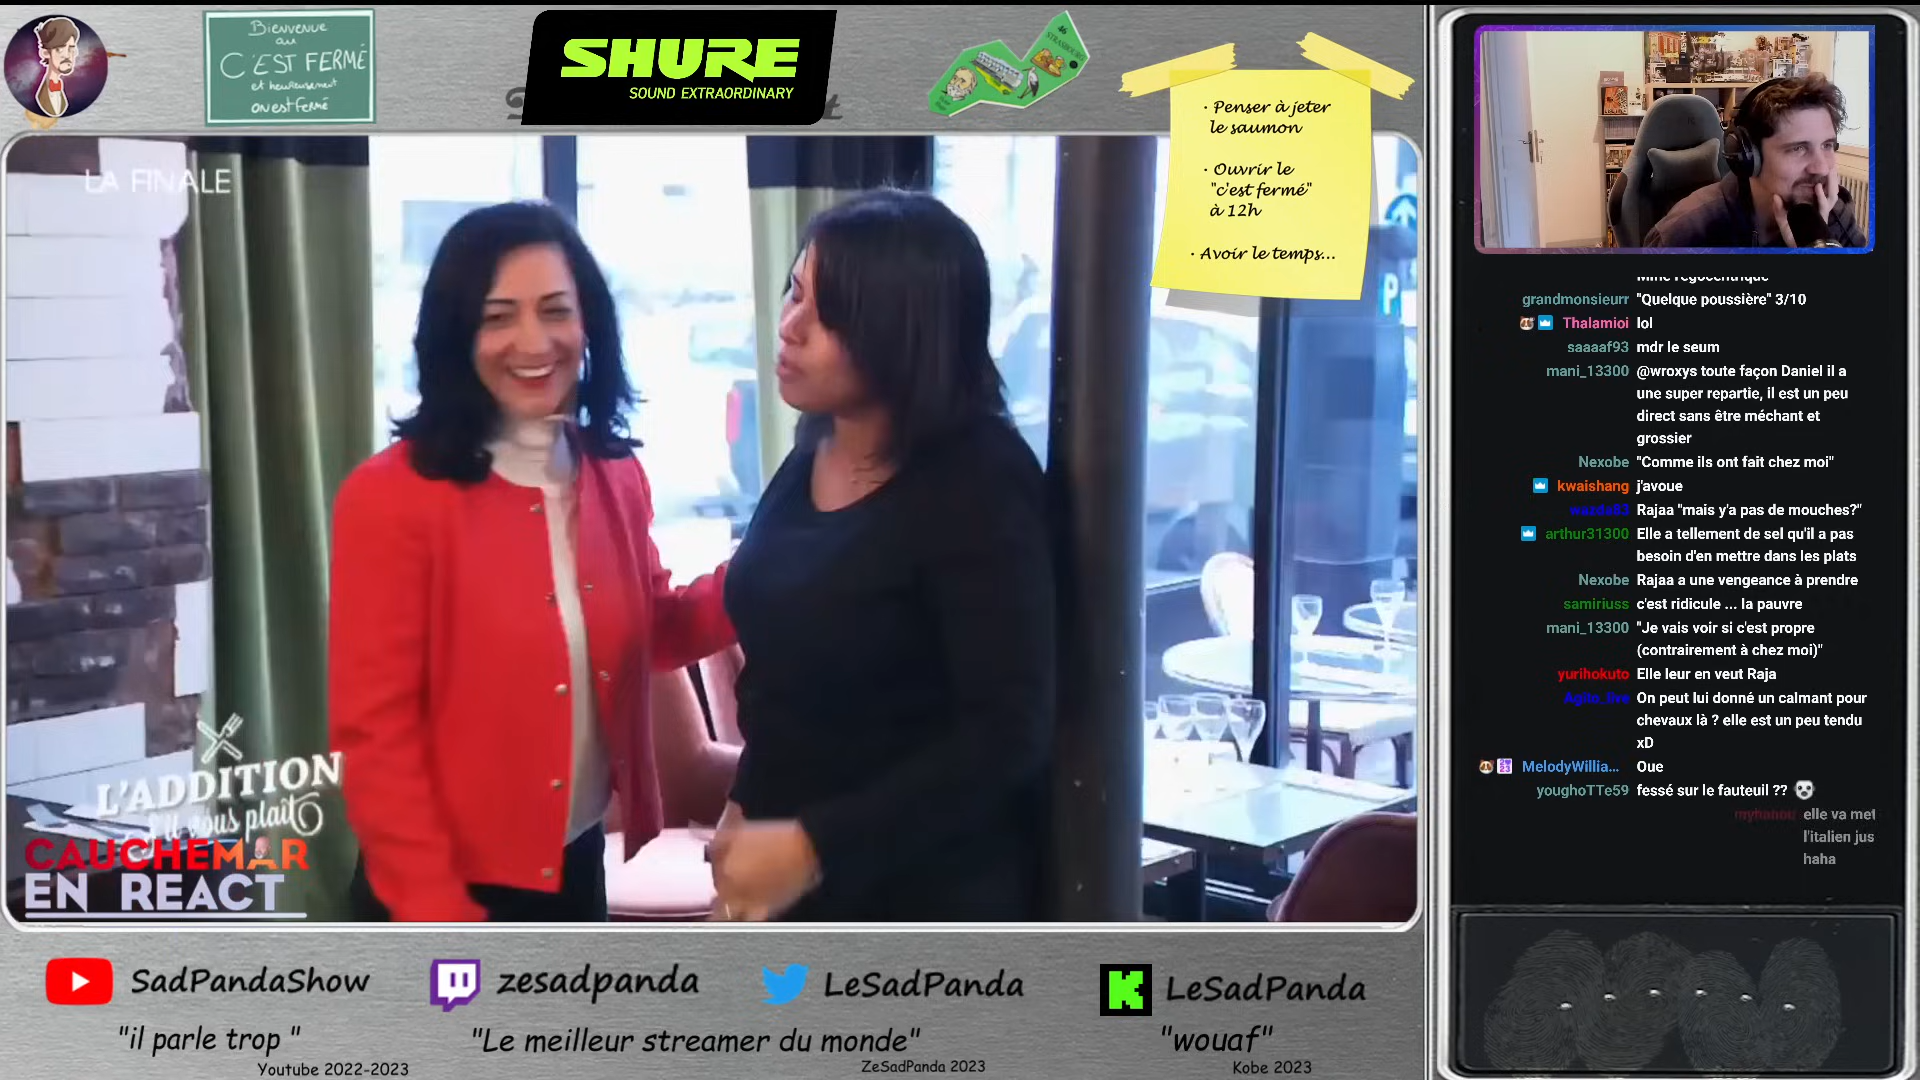 Bienvenue
au
C'EST FERMÉ
et heureusement
on est fermé
SHURE
SOUND EXTRAORDINARY
STRASBOURG
· Penser à jeter
le saumon
· Ouvrir le
"c'est fermé"
à 12h
· Avoir le temps...
LA FINALE
P
L'ADDITION
s'il vous plaît
CAUCHEMAR
EN REACT
grandmonsieurr "Quelque poussière" 3/10
Thalamioi lol
saaaaf93 mdr le seum
mani_13300 @wroxys toute façon Daniel il a
une super repartie, il est un peu
direct sans être méchant et
grossier
Nexobe "Comme ils ont fait chez moi"
kwaishang j'avoue
wazda83 Rajaa "mais y'a pas de mouches?"
arthur31300 Elle a tellement de sel qu'il a pas
besoin d'en mettre dans les plats
Nexobe Rajaa a une vengeance à prendre
samiriuss c'est ridicule ... la pauvre
mani_13300 "Je vais voir si c'est propre
(contrairement à chez moi)"
yurihokuto Elle leur en veut Raja
Agito_live On peut lui donné un calmant pour
chevaux là ? elle est un peu tendu
xD
MelodyWillia... Oue
youghoTTe59 fessé sur le fauteuil ??
elle va met
l'italien jus
haha
SadPandaShow
"il parle trop "
Youtube 2022-2023
zesadpanda
"Le meilleur streamer du monde"
ZeSadPanda 2023
LeSadPanda
K LeSadPanda
"wouaf"
Kobe 2023